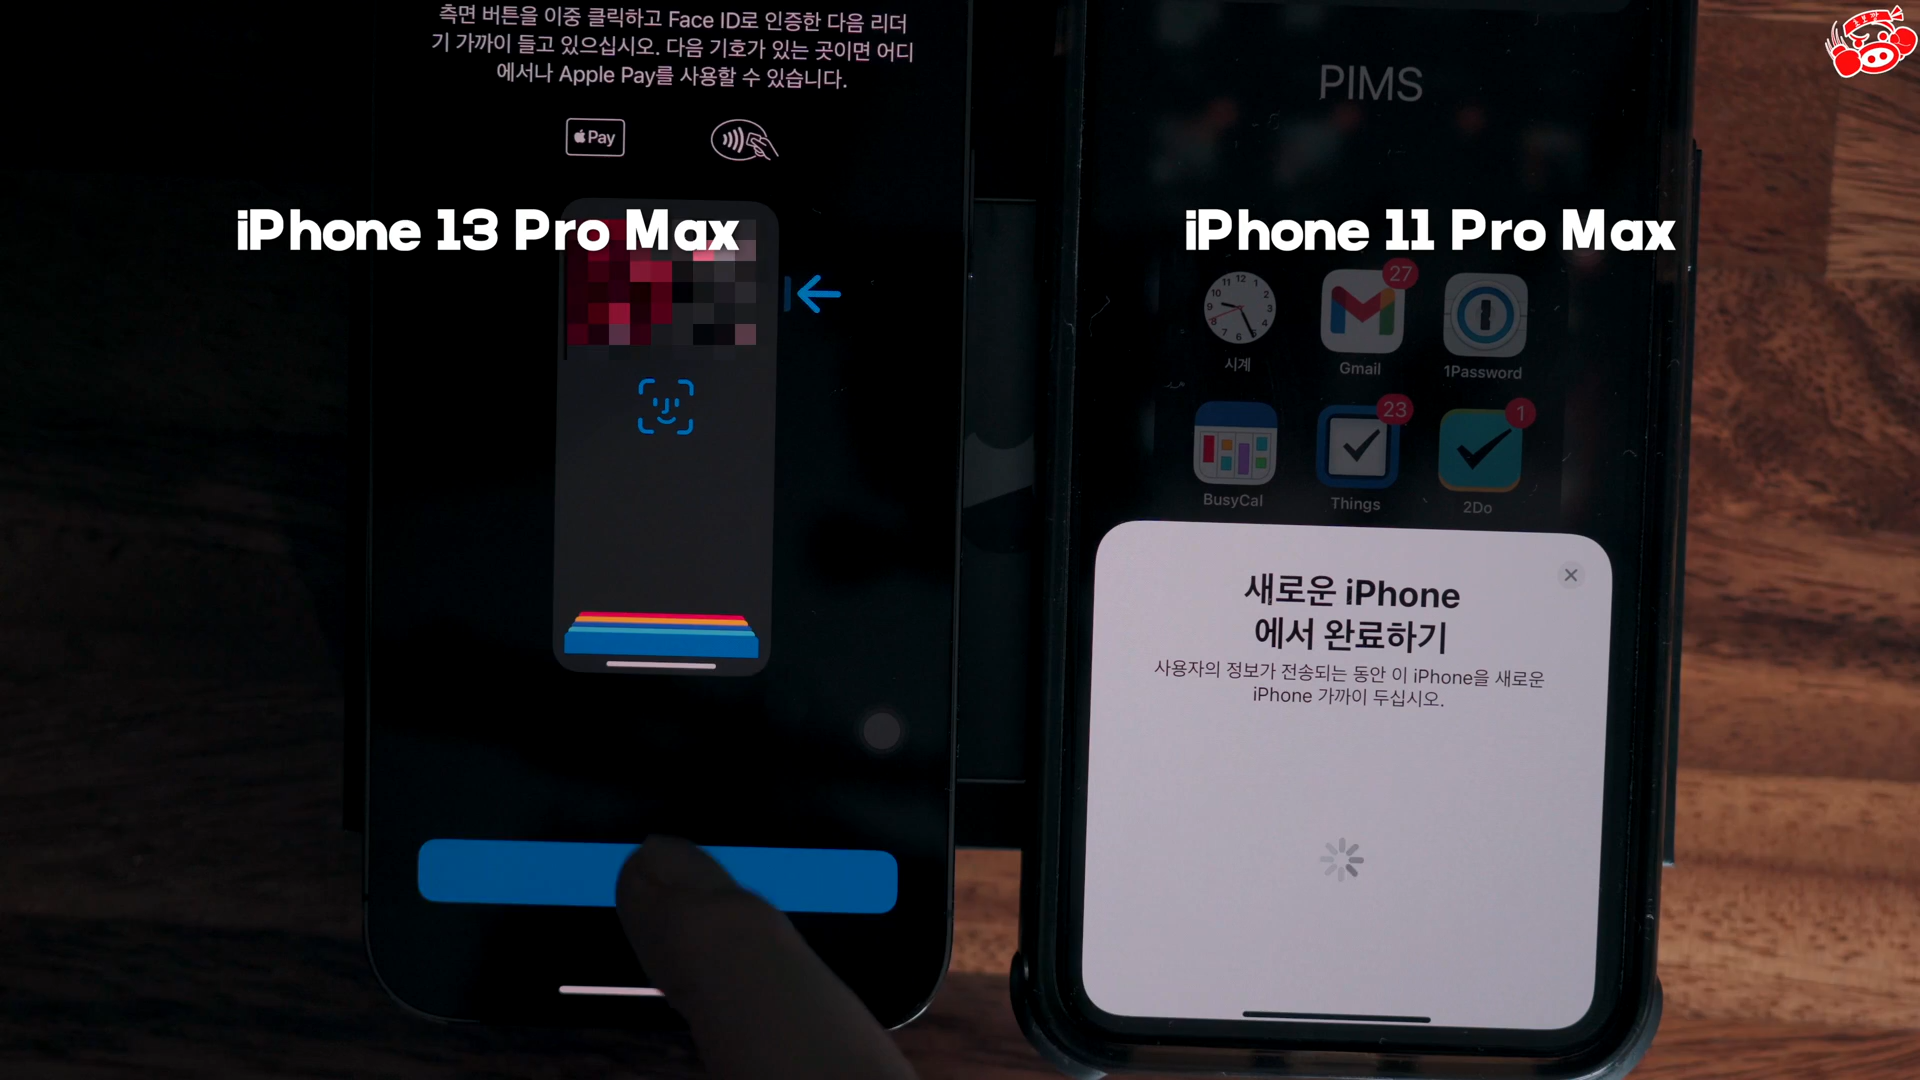 측면 버튼을 이중 클릭하고 Face ID로 인증한 다음 리더
기 가까이 들고 있으십시오. 다음 기호가 있는 곳이면 어디
에서나 Apple Pay를 사용할 수 있습니다.
Pay
iPhone 13 Pro Max
PIMS
iPhone 11 Pro Max
27
시계
Gmail
1Password
23
1
BusyCal
Things
2Do
새로운 iPhone
에서 완료하기
사용자의 정보가 전송되는 동안 이 iPhone을 새로운
iPhone 가까이 두십시오.